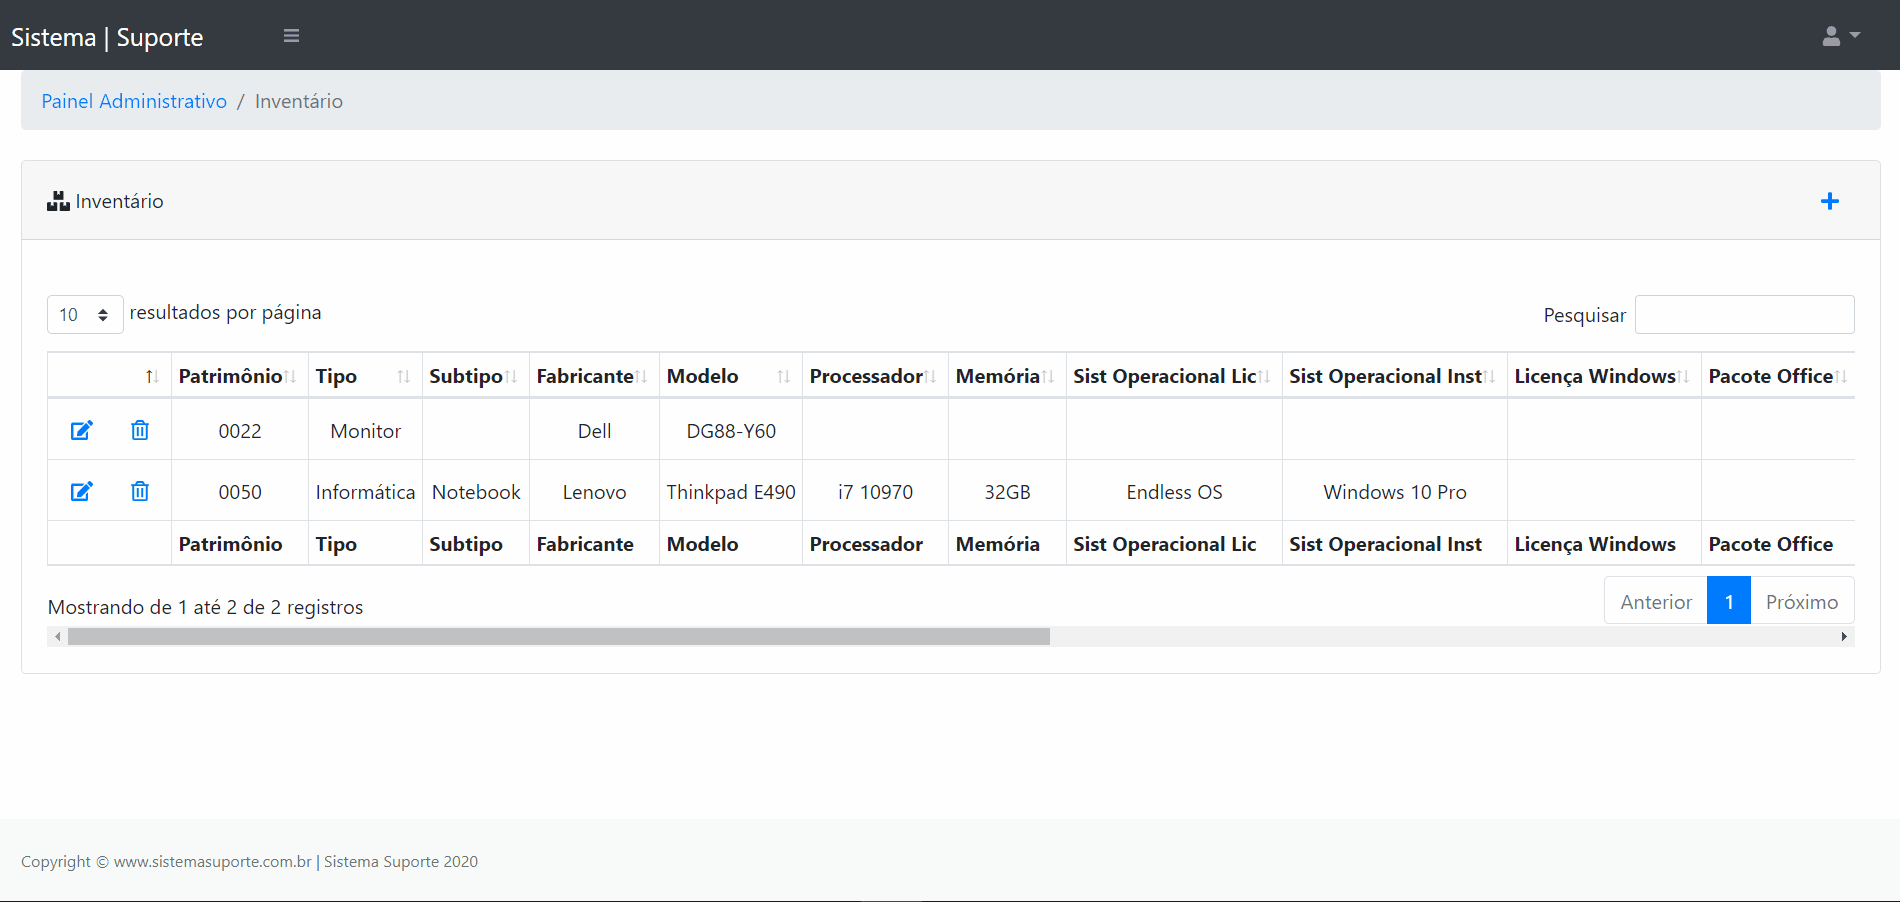 Sistema | Suporte
Painel Administrativo / Inventário
Inventário
10 resultados por página Pesquisar
Patrimônio Tipo Subtipo Fabricante Modelo Processador Memória Sist Operacional Lic Sist Operacional Inst Licença Windows Pacote Office
0022 Monitor Dell DG88-Y60
0050 Informática Notebook Lenovo Thinkpad E490 i7 10970 32GB Endless OS Windows 10 Pro
Patrimônio Tipo Subtipo Fabricante Modelo Processador Memória Sist Operacional Lic Sist Operacional Inst Licença Windows Pacote Office
Mostrando de 1 até 2 de 2 registros Anterior 1 Próximo
Copyright © www.sistemasuporte.com.br | Sistema Suporte 2020